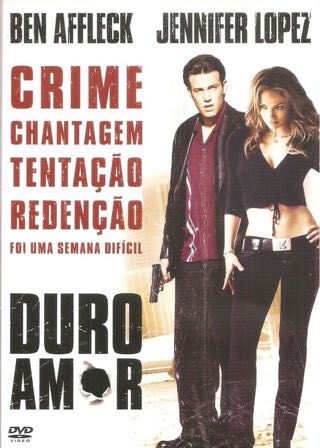 BEN AFFLECK JENNIFER LOPEZ
CRIME
CHANTAGEM
TENTAÇÃO
REDENÇÃO
FOI UMA SEMANA DIFÍCIL
DURO
AMOR
DVD
VIDEO